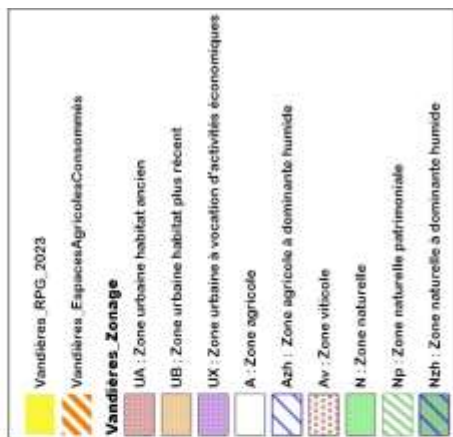 Vandières_RPG_2023
Vandières_EspacesAgricolesConsommés
Vandières_Zonage
UA : Zone urbaine habitat ancien
UB : Zone urbaine habitat plus récent
UX : Zone urbaine à vocation d'activités économiques
A : Zone agricole
Azh : Zone agricole à dominante humide
Av : Zone viticole
N : Zone naturelle
Np : Zone naturelle patrimoniale
Nzh : Zone naturelle à dominante humide